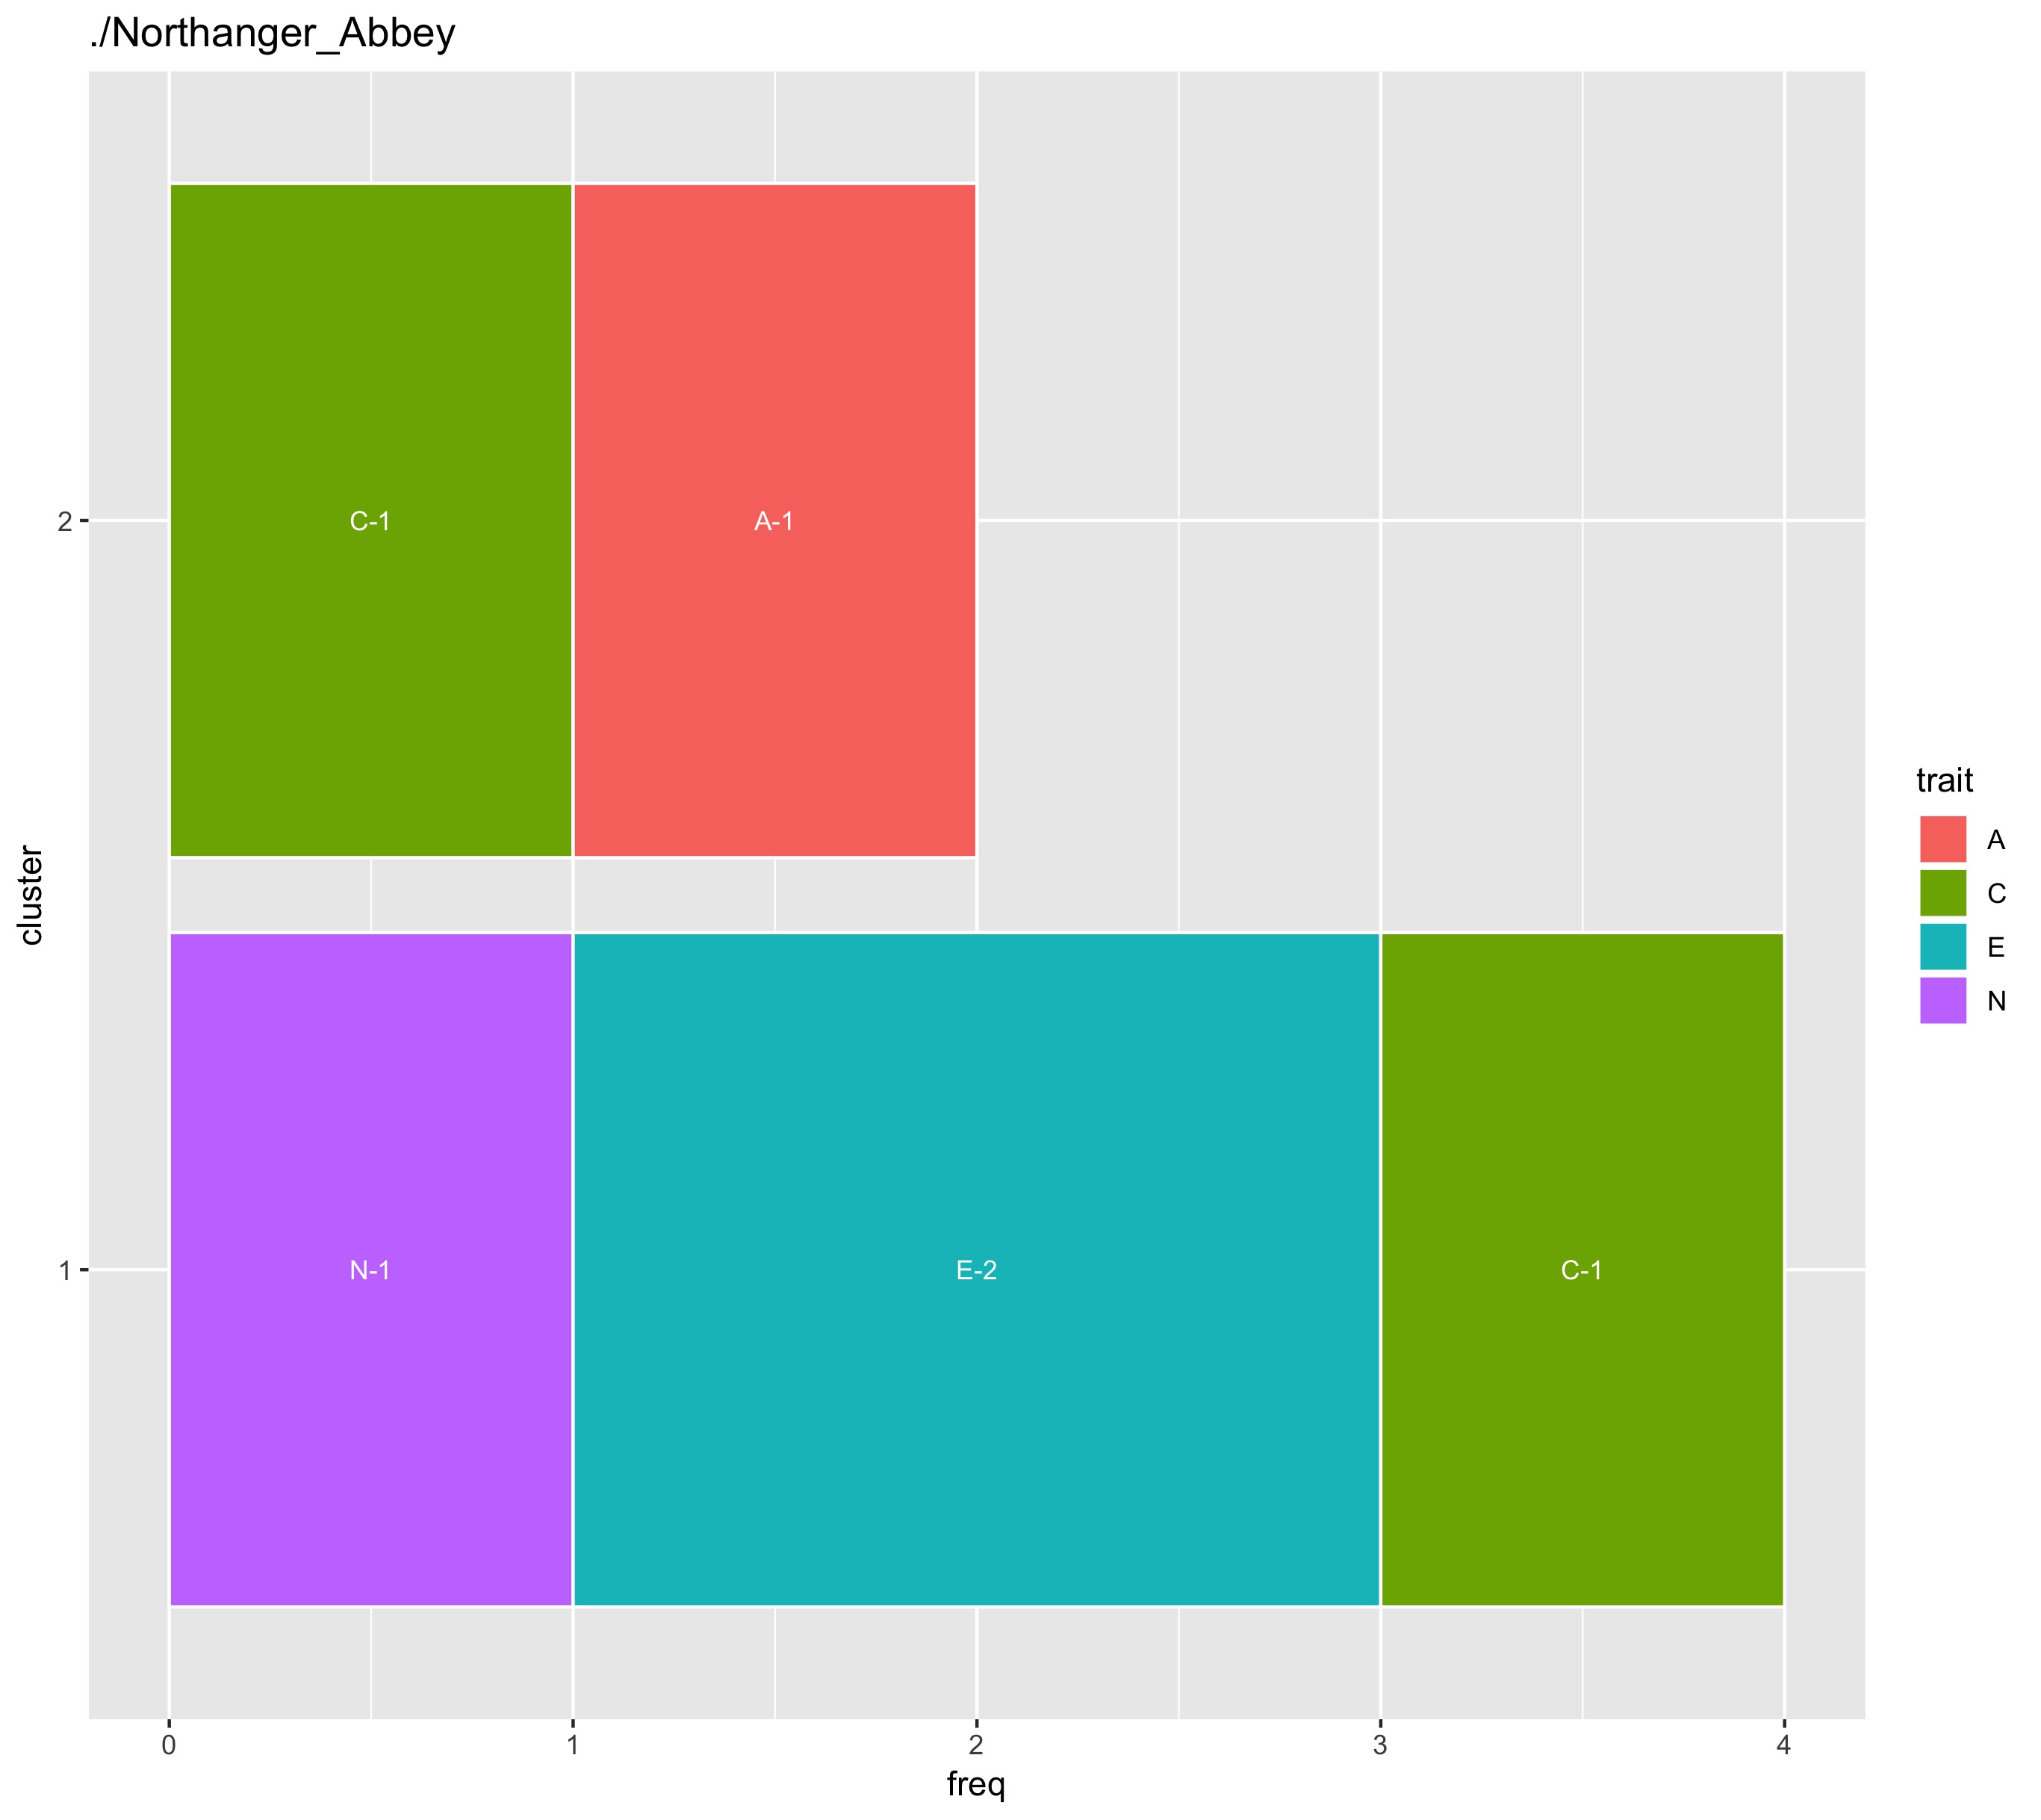 ./Northanger_Abbey
cluster
2
C-1 A-1
1
N-1 E-2 C-1
0 1 2 3 4
freq
trait
A
C
E
N